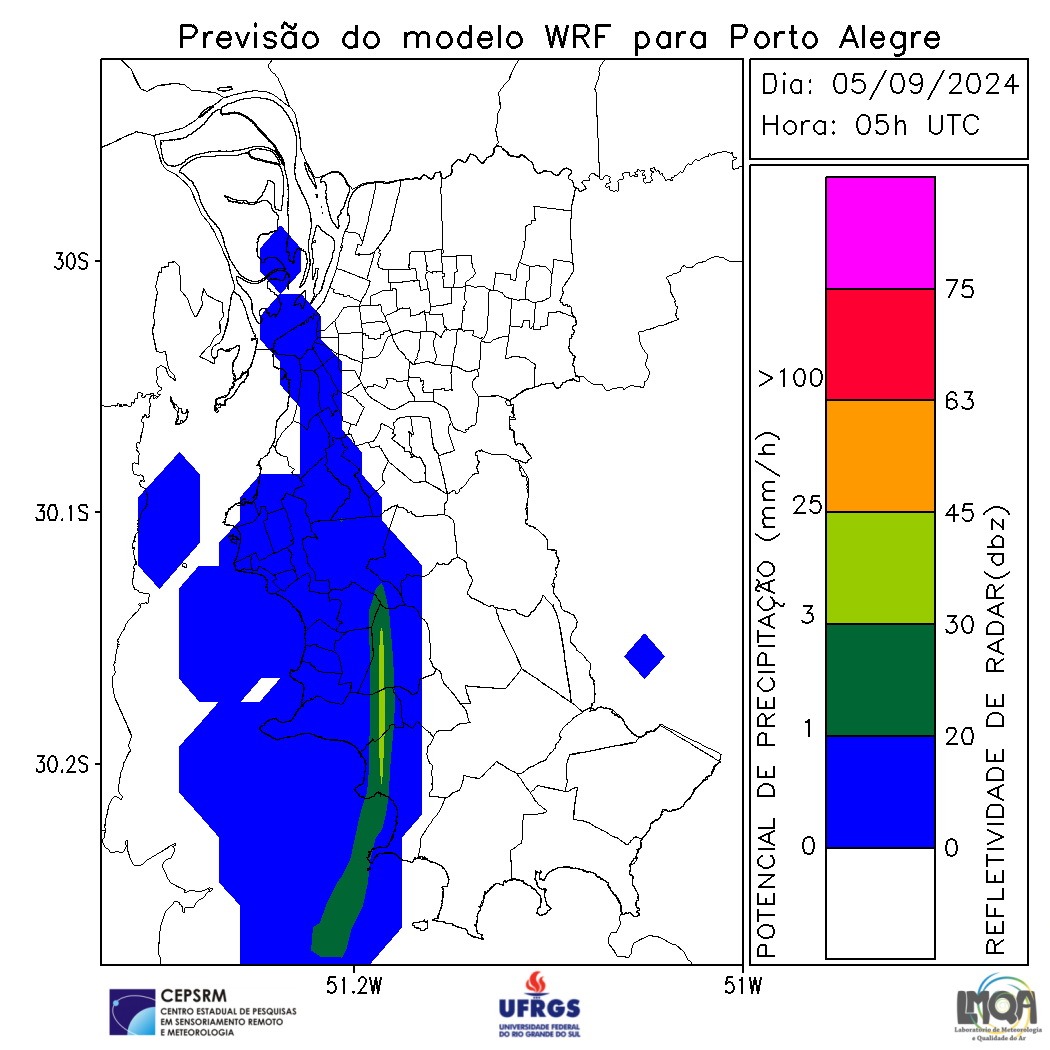 Previsão do modelo WRF para Porto Alegre
Dia: 05/09/2024
Hora: 05h UTC
30S
30.1S
30.2S
51.2W
51W
POTENCIAL DE PRECIPITAÇÃO (mm/h)
>100
25
3
1
0
75
63
45
30
20
0
REFLETIVIDADE DE RADAR(dbz)
CEPSRM
CENTRO ESTADUAL DE PESQUISAS
EM SENSORIAMENTO REMOTO
E METEOROLOGIA
UFRGS
UNIVERSIDADE FEDERAL
DO RIO GRANDE DO SUL
LMQA
Laboratório de Meteorologia
e Qualidade do Ar